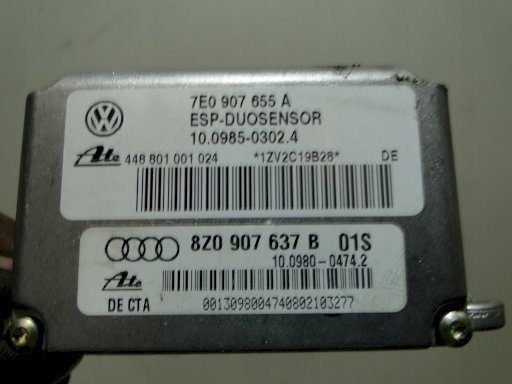 7E0 907 655 A
ESP-DUOSENSOR
10.0985-0302.4
Ate 448 801 001 024 *1ZV2C19B28* DE
8Z0 907 637 B 01S
10.0980-0474.2
Ate
DE CTA 0013098004740802103277